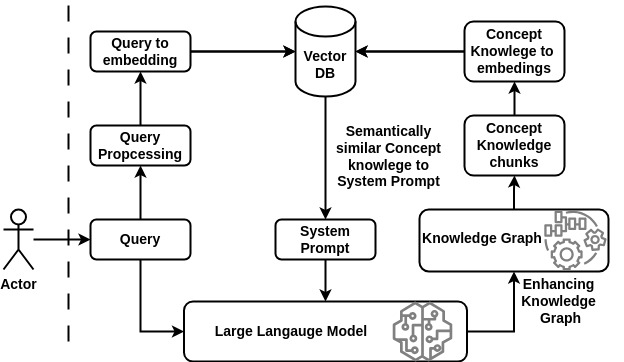 Query to
embedding
Vector
DB
Concept
Knowlege to
embeddings
Query
Propcessing
Semantically
similar Concept
knowlege to
System Prompt
Concept
Knowledge
chunks
Actor
Query
System
Prompt
Knowledge Graph
Enhancing
Knowledge
Graph
Large Langauge Model